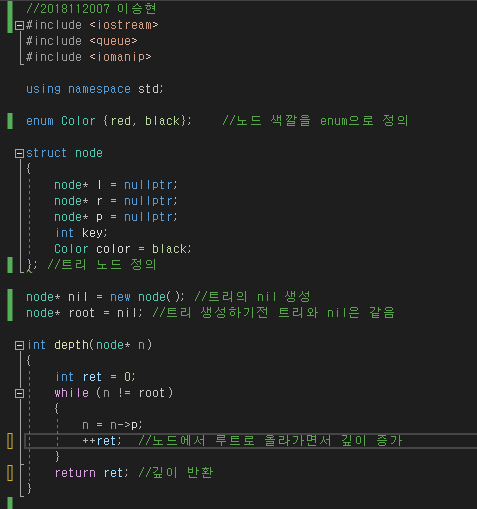 //2018112007 이승현
#include <iostream>
#include <queue>
#include <iomanip>
using namespace std;
enum Color {red, black}; //노드 색깔을 enum으로 정의
struct node
{
node* l = nullptr;
node* r = nullptr;
node* p = nullptr;
int key;
Color color = black;
}; //트리 노드 정의
node* nil = new node(); //트리의 nil 생성
node* root = nil; //트리 생성하기전 트리와 nil은 같음
int depth(node* n)
{
int ret = 0;
while (n != root)
{
n = n->p;
++ret; //노드에서 루트로 올라가면서 깊이 증가
}
return ret; //깊이 반환
}